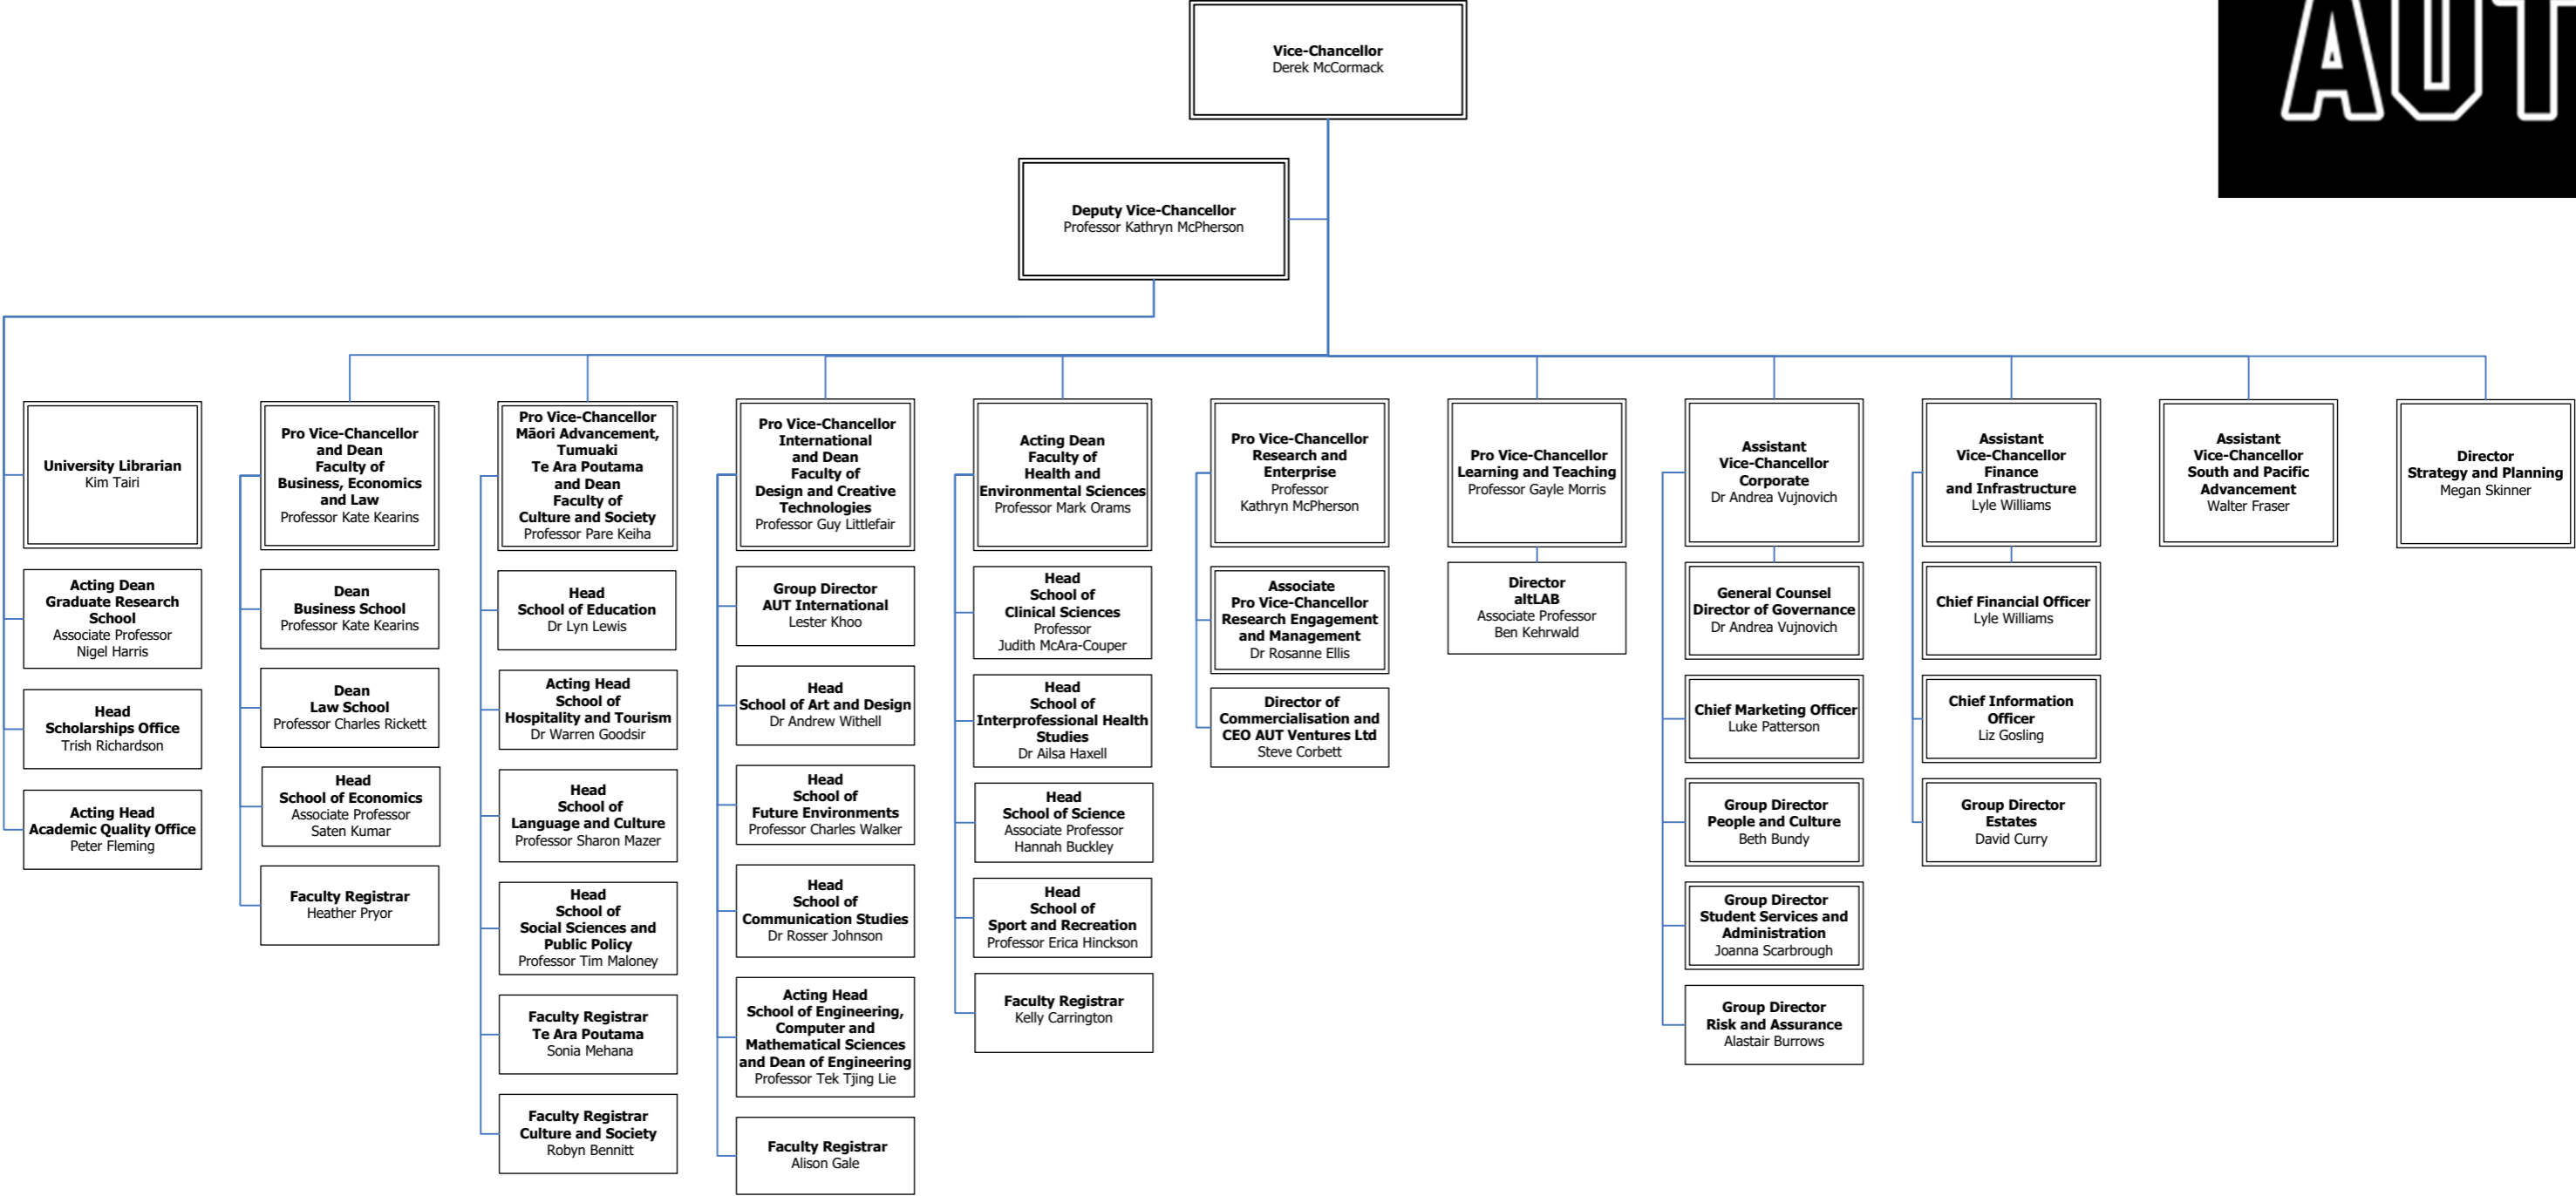 AUT
Vice-Chancellor
Derek McCormack
Deputy Vice-Chancellor
Professor Kathryn McPherson
University Librarian
Kim Tairi
Acting Dean
Graduate Research
School
Associate Professor
Nigel Harris
Head
Scholarships Office
Trish Richardson
Acting Head
Academic Quality Office
Peter Fleming
Pro Vice-Chancellor
and Dean
Faculty of
Business, Economics
and Law
Professor Kate Kearins
Dean
Business School
Professor Kate Kearins
Dean
Law School
Professor Charles Rickett
Head
School of Economics
Associate Professor
Saten Kumar
Faculty Registrar
Heather Pryor
Pro Vice-Chancellor
Māori Advancement,
Tumuaki
Te Ara Poutama
and Dean
Faculty of
Culture and Society
Professor Pare Keiha
Head
School of Education
Dr Lyn Lewis
Acting Head
School of
Hospitality and Tourism
Dr Warren Goodsir
Head
School of
Language and Culture
Professor Sharon Mazer
Head
School of
Social Sciences and
Public Policy
Professor Tim Maloney
Faculty Registrar
Te Ara Poutama
Sonia Mehana
Faculty Registrar
Culture and Society
Robyn Bennitt
Pro Vice-Chancellor
International
and Dean
Faculty of
Design and Creative
Technologies
Professor Guy Littlefair
Group Director
AUT International
Lester Khoo
Head
School of Art and Design
Dr Andrew Withell
Head
School of
Future Environments
Professor Charles Walker
Head
School of
Communication Studies
Dr Rosser Johnson
Acting Head
School of Engineering,
Computer and
Mathematical Sciences
and Dean of Engineering
Professor Tek Tjing Lie
Faculty Registrar
Alison Gale
Acting Dean
Faculty of
Health and
Environmental Sciences
Professor Mark Orams
Head
School of
Clinical Sciences
Professor
Judith McAra-Couper
Head
School of
Interprofessional Health
Studies
Dr Ailsa Haxell
Head
School of Science
Associate Professor
Hannah Buckley
Head
School of
Sport and Recreation
Professor Erica Hinckson
Faculty Registrar
Kelly Carrington
Pro Vice-Chancellor
Research and
Enterprise
Professor
Kathryn McPherson
Associate
Pro Vice-Chancellor
Research Engagement
and Management
Dr Rosanne Ellis
Director of
Commercialisation and
CEO AUT Ventures Ltd
Steve Corbett
Pro Vice-Chancellor
Learning and Teaching
Professor Gayle Morris
Director
altLAB
Associate Professor
Ben Kehrwald
Assistant
Vice-Chancellor
Corporate
Dr Andrea Vujnovich
General Counsel
Director of Governance
Dr Andrea Vujnovich
Chief Marketing Officer
Luke Patterson
Group Director
People and Culture
Beth Bundy
Group Director
Student Services and
Administration
Joanna Scarbrough
Group Director
Risk and Assurance
Alastair Burrows
Assistant
Vice-Chancellor
Finance
and Infrastructure
Lyle Williams
Chief Financial Officer
Lyle Williams
Chief Information
Officer
Liz Gosling
Group Director
Estates
David Curry
Assistant
Vice-Chancellor
South and Pacific
Advancement
Walter Fraser
Director
Strategy and Planning
Megan Skinner